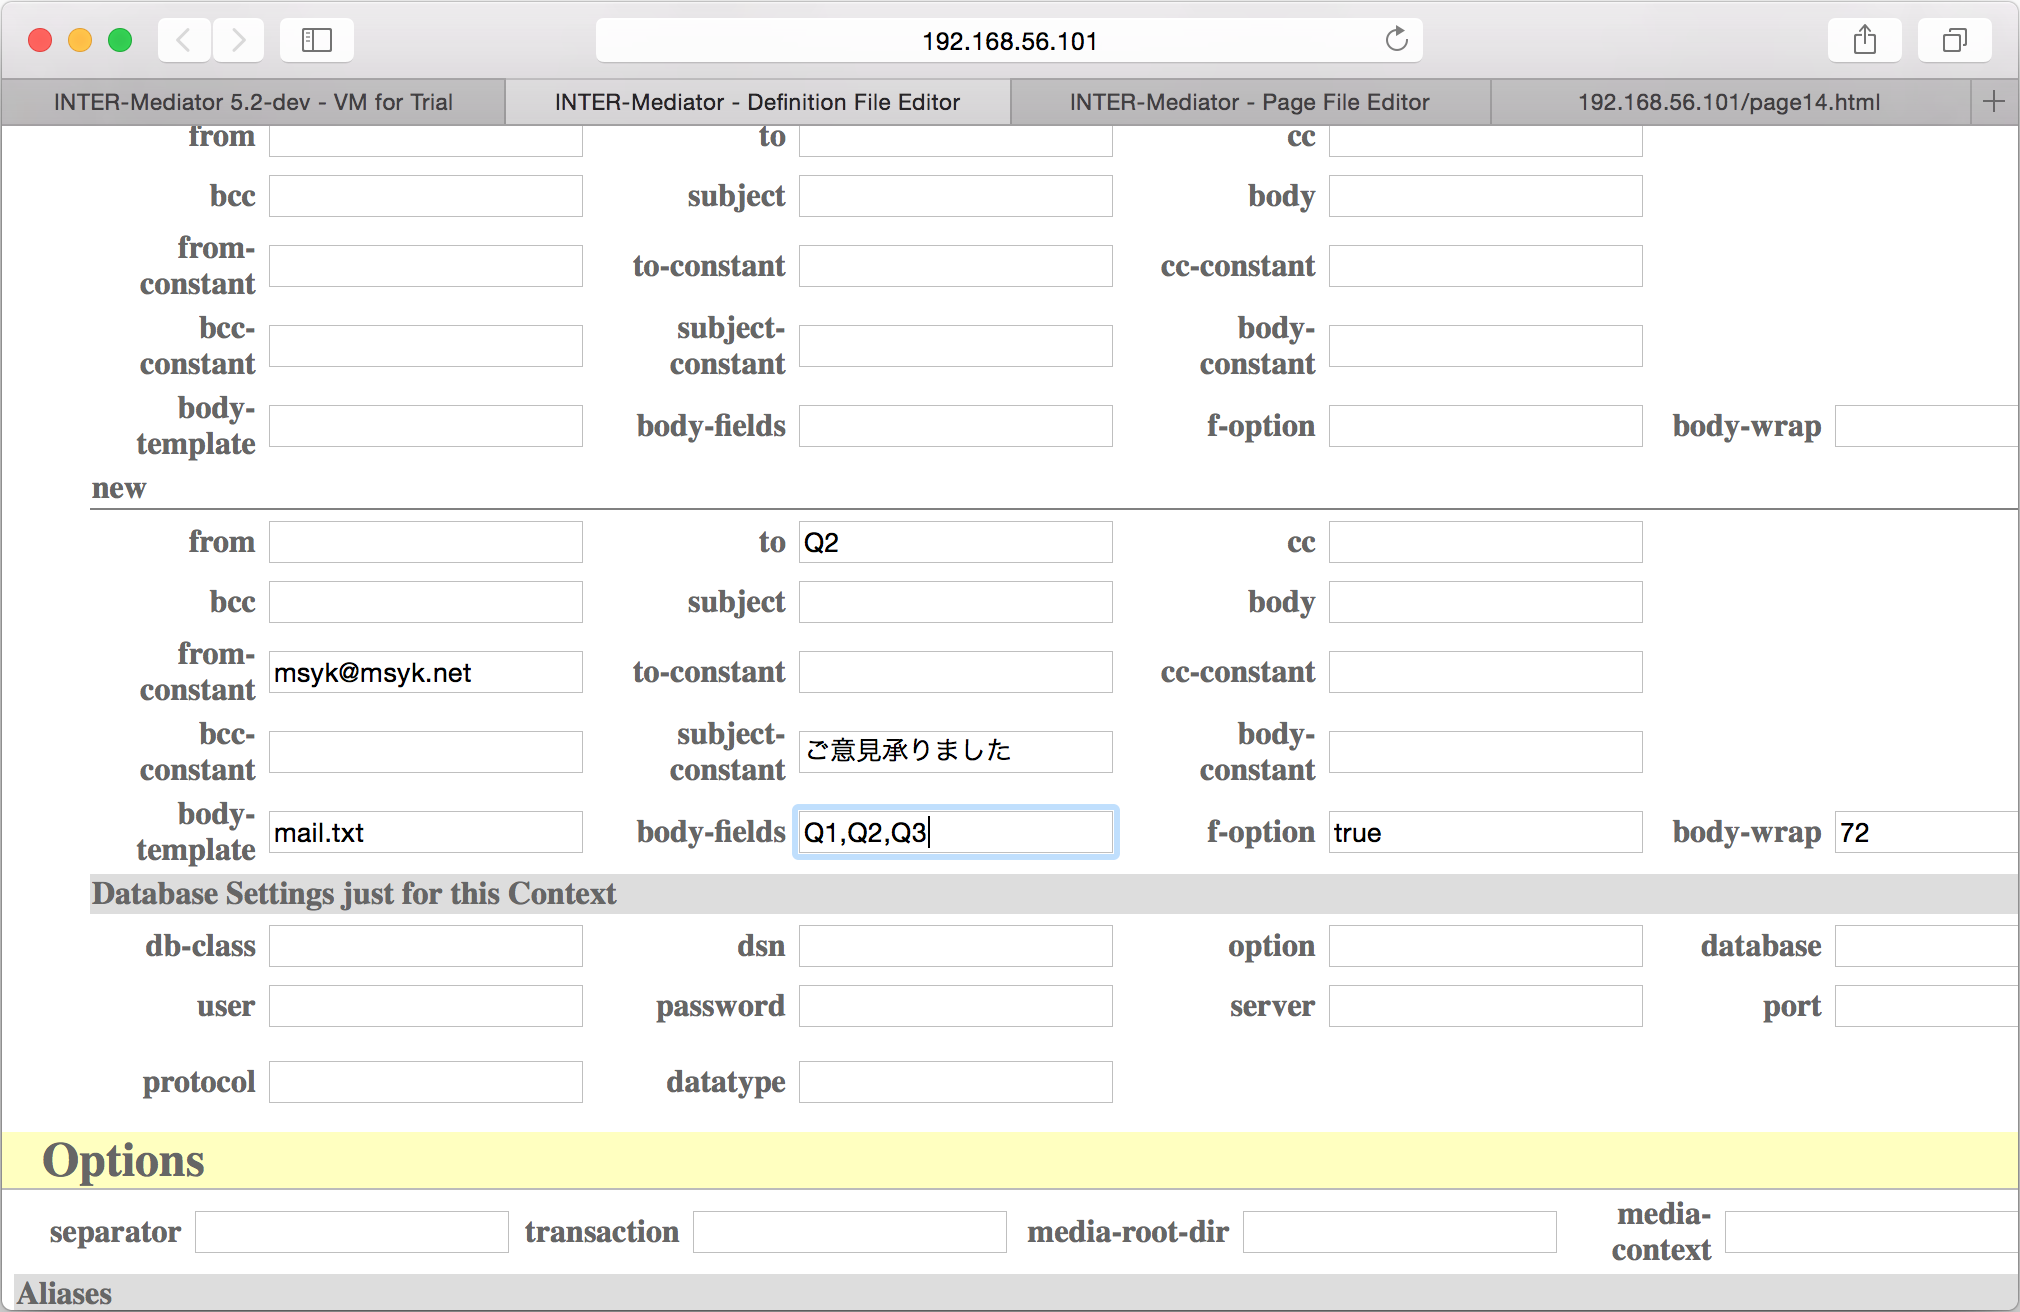 192.168.56.101
INTER-Mediator 5.2-dev - VM for Trial
INTER-Mediator - Definition File Editor
INTER-Mediator - Page File Editor
192.168.56.101/page14.html
from
to
cc
bcc
subject
body
from-
constant
to-constant
cc-constant
bcc-
constant
subject-
constant
body-
constant
body-
template
body-fields
f-option
body-wrap
new
from
to
Q2
cc
bcc
subject
body
from-
constant
msyk@msyk.net
to-constant
cc-constant
bcc-
constant
subject-
constant
ご意見承りました
body-
constant
body-
template
mail.txt
body-fields
Q1,Q2,Q3
f-option
true
body-wrap
72
Database Settings just for this Context
db-class
dsn
option
database
user
password
server
port
protocol
datatype
Options
separator
transaction
media-root-dir
media-
context
Aliases